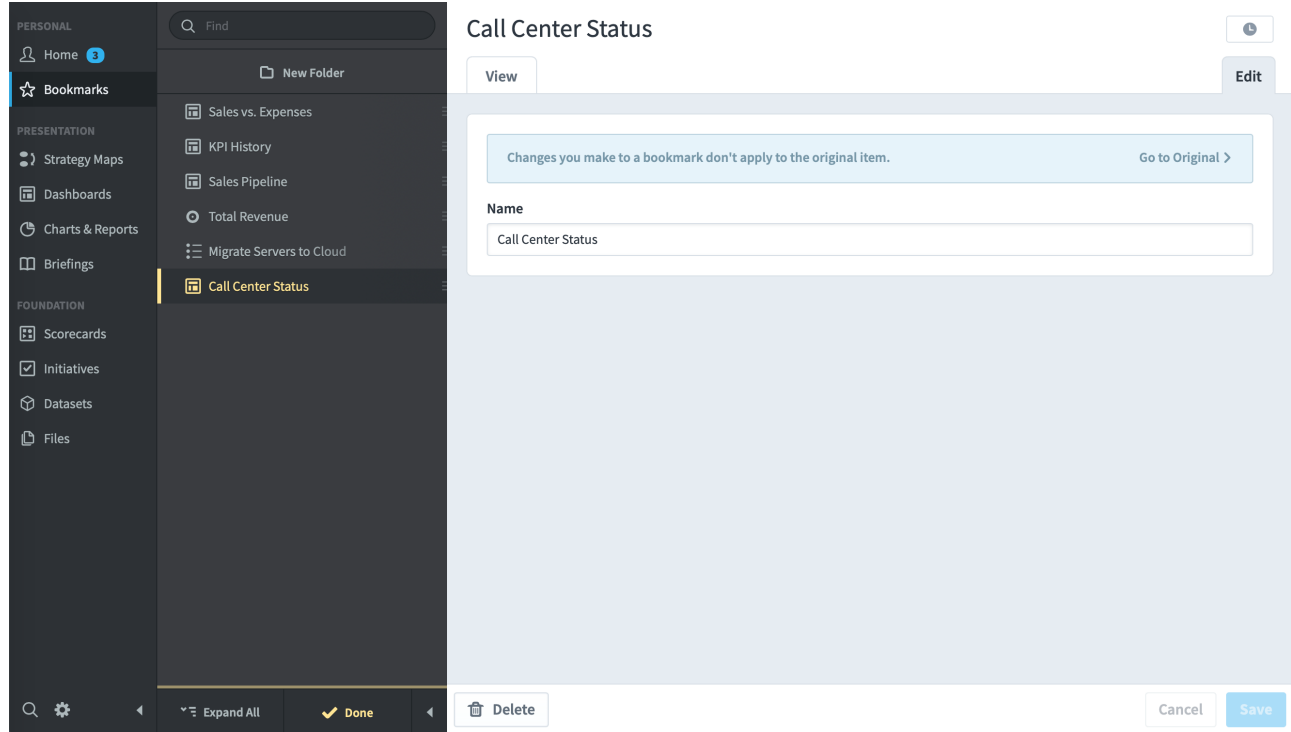 PERSONAL
Home 3
Bookmarks
PRESENTATION
Strategy Maps
Dashboards
Charts & Reports
Briefings
FOUNDATION
Scorecards
Initiatives
Datasets
Files
Find
New Folder
Sales vs. Expenses
KPI History
Sales Pipeline
Total Revenue
Migrate Servers to Cloud
Call Center Status
Expand All
Done
Call Center Status
View
Edit
Changes you make to a bookmark don't apply to the original item.
Go to Original
Name
Call Center Status
Delete
Cancel
Save